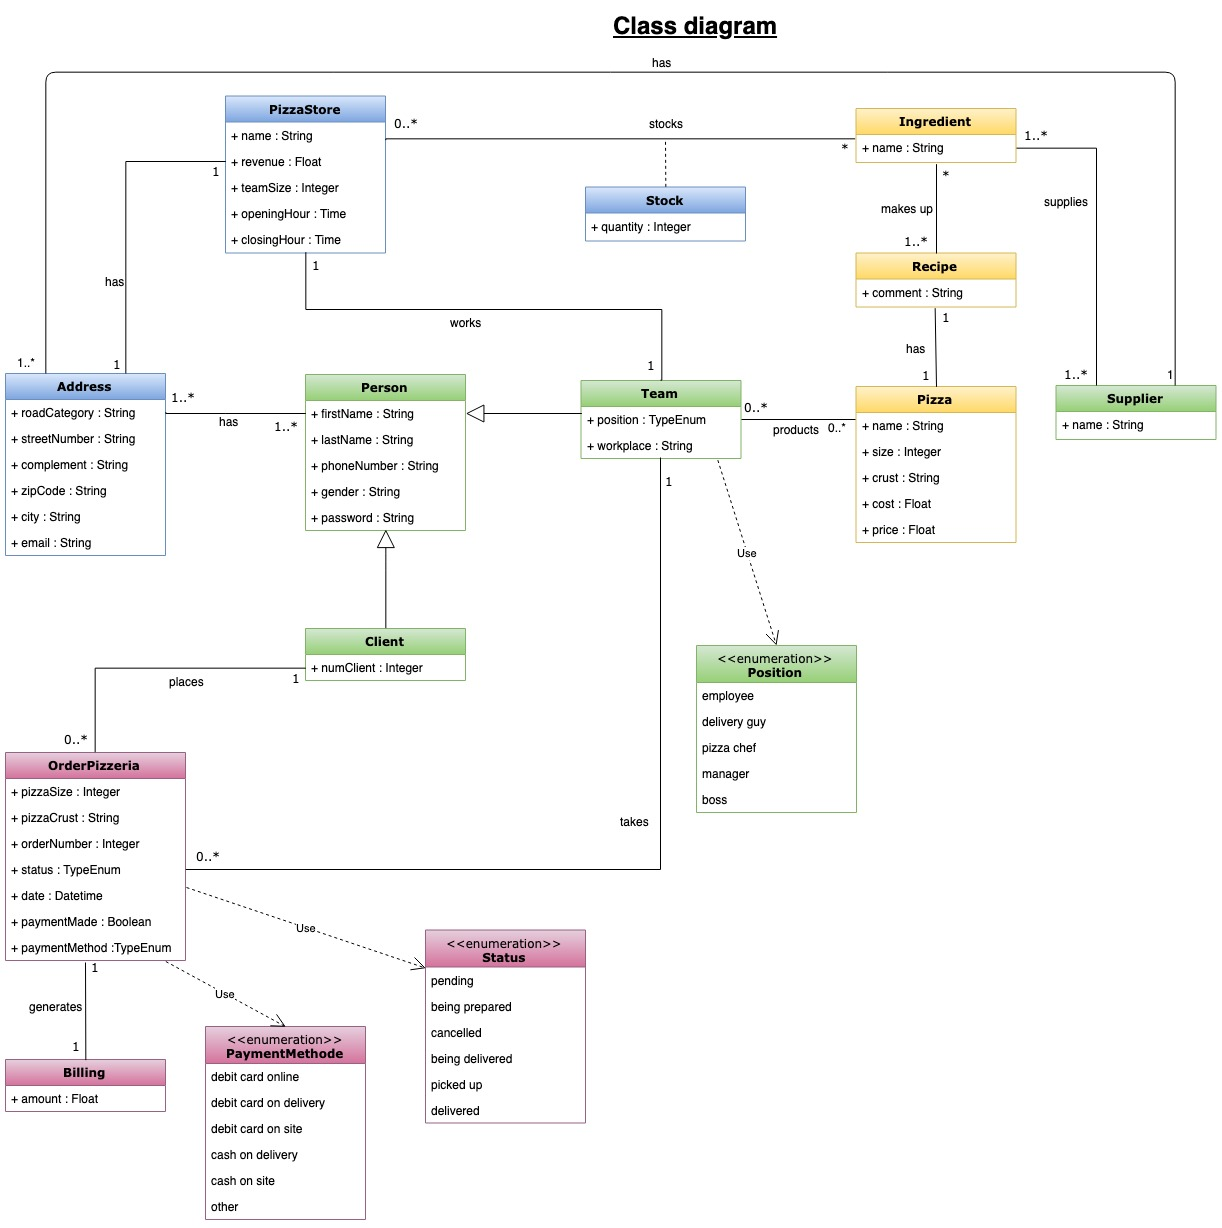 Class diagram
has
PizzaStore
+ name : String
+ revenue : Float
+ teamSize : Integer
+ openingHour : Time
+ closingHour : Time
0..*
stocks
*
Ingredient
+ name : String
1..*
1
Stock
+ quantity : Integer
*
makes up
1..*
supplies
Recipe
+ comment : String
1
has
1
works
1
has
1
1..*
1
1
1..*
1
Address
+ roadCategory : String
+ streetNumber : String
+ complement : String
+ zipCode : String
+ city : String
+ email : String
1..*
has
1..*
Person
+ firstName : String
+ lastName : String
+ phoneNumber : String
+ gender : String
+ password : String
Team
+ position : TypeEnum
+ workplace : String
0..*
products
0..*
Pizza
+ name : String
+ size : Integer
+ crust : String
+ cost : Float
+ price : Float
Supplier
+ name : String
1
Use
Client
+ numClient : Integer
places
1
0..*
<<enumeration>>
Position
employee
delivery guy
pizza chef
manager
boss
OrderPizzeria
+ pizzaSize : Integer
+ pizzaCrust : String
+ orderNumber : Integer
+ status : TypeEnum
+ date : Datetime
+ paymentMade : Boolean
+ paymentMethod :TypeEnum
takes
0..*
Use
<<enumeration>>
Status
pending
being prepared
cancelled
being delivered
picked up
delivered
1
generates
1
Use
Billing
+ amount : Float
<<enumeration>>
PaymentMethode
debit card online
debit card on delivery
debit card on site
cash on delivery
cash on site
other